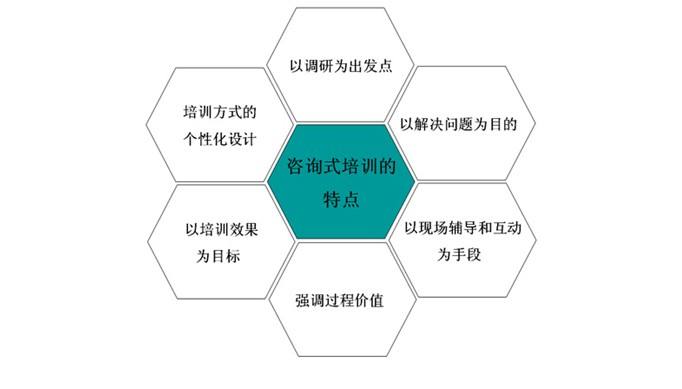 以调研为出发点
培训方式的
个性化设计
以解决问题为目的
咨询式培训的
特点
以培训效果
为目标
以现场辅导和互动
为手段
强调过程价值